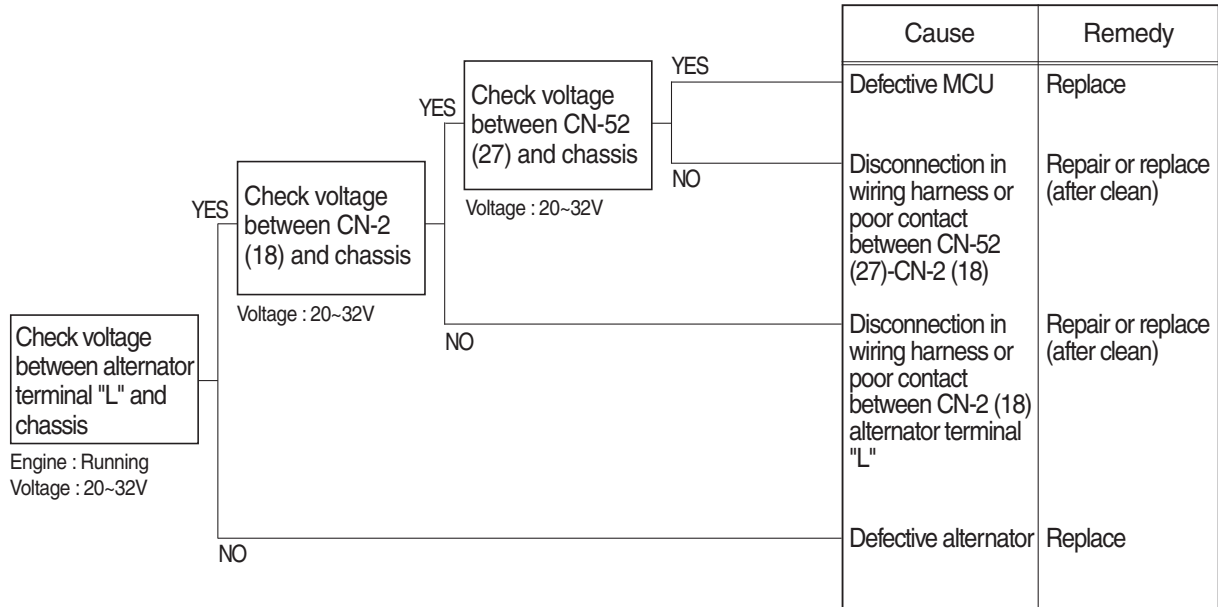 Check voltage
between alternator
terminal "L" and
chassis
Engine : Running
Voltage : 20~32V
YES
NO
Check voltage
between CN-2
(18) and chassis
Voltage : 20~32V
YES
NO
Check voltage
between CN-52
(27) and chassis
Voltage : 20~32V
YES
NO
Cause
Remedy
Defective MCU
Replace
Disconnection in
wiring harness or
poor contact
between CN-52
(27)-CN-2 (18)
Repair or replace
(after clean)
Disconnection in
wiring harness or
poor contact
between CN-2 (18)
alternator terminal
"L"
Repair or replace
(after clean)
Defective alternator
Replace